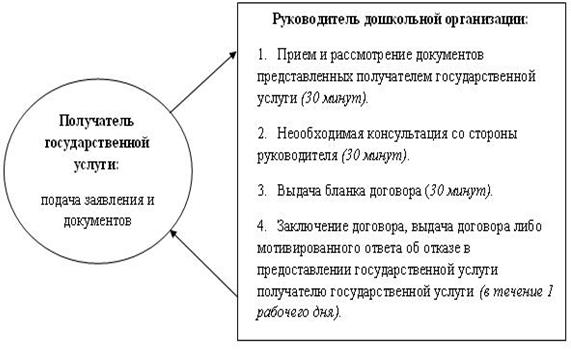 Получатель
государственной
услуги:
подача заявления и
документов
Руководитель дошкольной организации:
1. Прием и рассмотрение документов
представленных получателем государственной
услуги (30 минут).
2. Необходимая консультация со стороны
руководителя (30 минут).
3. Выдача бланка договора (30 минут).
4. Заключение договора, выдача договора либо
мотивированного ответа об отказе в
предоставлении государственной услуги
получателю государственной услуги (в течение 1
рабочего дня).